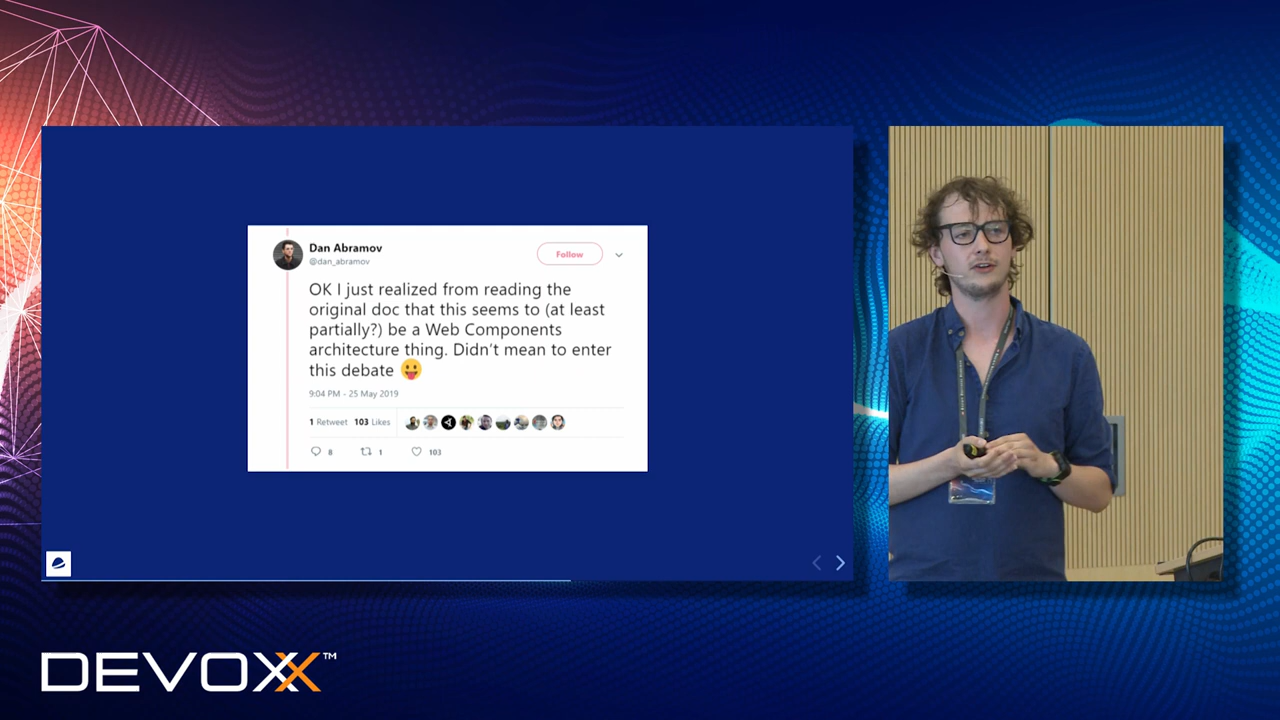 Dan Abramov
@dan_abramov
Follow
OK I just realized from reading the
original doc that this seems to (at least
partially?) be a Web Components
architecture thing. Didn't mean to enter
this debate 😛
9:04 PM - 25 May 2019
1 Retweet 103 Likes
8 1 103
DEVOXX™